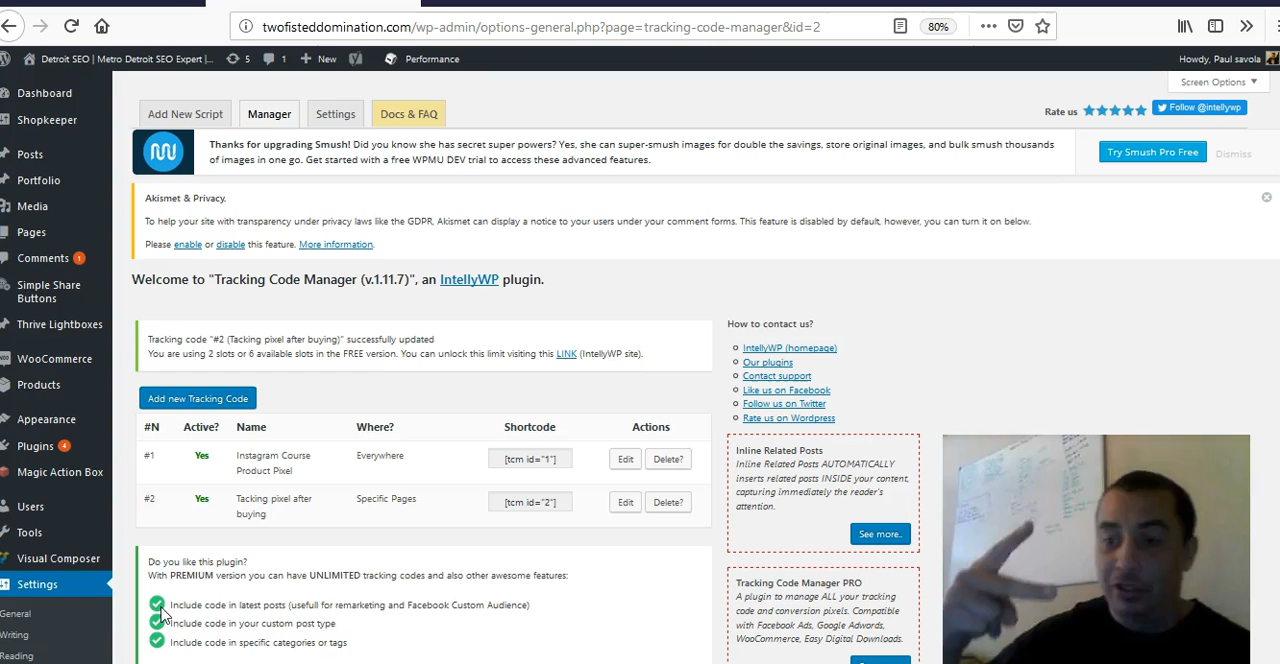 twofisteddomination.com/wp-admin/options-general.php?page=tracking-code-manager&id=2
80%
Detroit SEO | Metro Detroit SEO Expert |...
5
1
New
Performance
Howdy, Paul savola
Screen Options
Dashboard
Shopkeeper
Posts
Portfolio
Media
Pages
Comments 1
Simple Share
Buttons
Thrive Lightboxes
WooCommerce
Products
Appearance
Plugins 4
Magic Action Box
Users
Tools
Visual Composer
Settings
General
Writing
Reading
Add New Script
Manager
Settings
Docs & FAQ
Rate us
Follow @intellywp
Thanks for upgrading Smush! Did you know she has secret super powers? Yes, she can super-smush images for double the savings, store original images, and bulk smush thousands
of images in one go. Get started with a free WPMU DEV trial to access these advanced features.
Try Smush Pro Free
Dismiss
Akismet & Privacy.
To help your site with transparency under privacy laws like the GDPR, Akismet can display a notice to your users under your comment forms. This feature is disabled by default, however, you can turn it on below.
Please enable or disable this feature. More information.
Welcome to "Tracking Code Manager (v.1.11.7)", an IntellyWP plugin.
Tracking code "#2 (Tacking pixel after buying)" successfully updated
You are using 2 slots or 6 available slots in the FREE version. You can unlock this limit visiting this LINK (IntellyWP site).
Add new Tracking Code
#N Active? Name Where? Shortcode Actions
#1 Yes Instagram Course Everywhere [tcm id="1"] Edit Delete?
Product Pixel
#2 Yes Tacking pixel after Specific Pages [tcm id="2"] Edit Delete?
buying
Do you like this plugin?
With PREMIUM version you can have UNLIMITED tracking codes and also other awesome features:
Include code in latest posts (usefull for remarketing and Facebook Custom Audience)
Include code in your custom post type
Include code in specific categories or tags
How to contact us?
IntellyWP (homepage)
Our plugins
Contact support
Like us on Facebook
Follow us on Twitter
Rate us on Wordpress
Inline Related Posts
Inline Related Posts AUTOMATICALLY
inserts related posts INSIDE your content,
capturing immediately the reader's
attention.
See more..
Tracking Code Manager PRO
A plugin to manage ALL your tracking
code and conversion pixels. Compatible
with Facebook Ads, Google Adwords,
WooCommerce, Easy Digital Downloads.